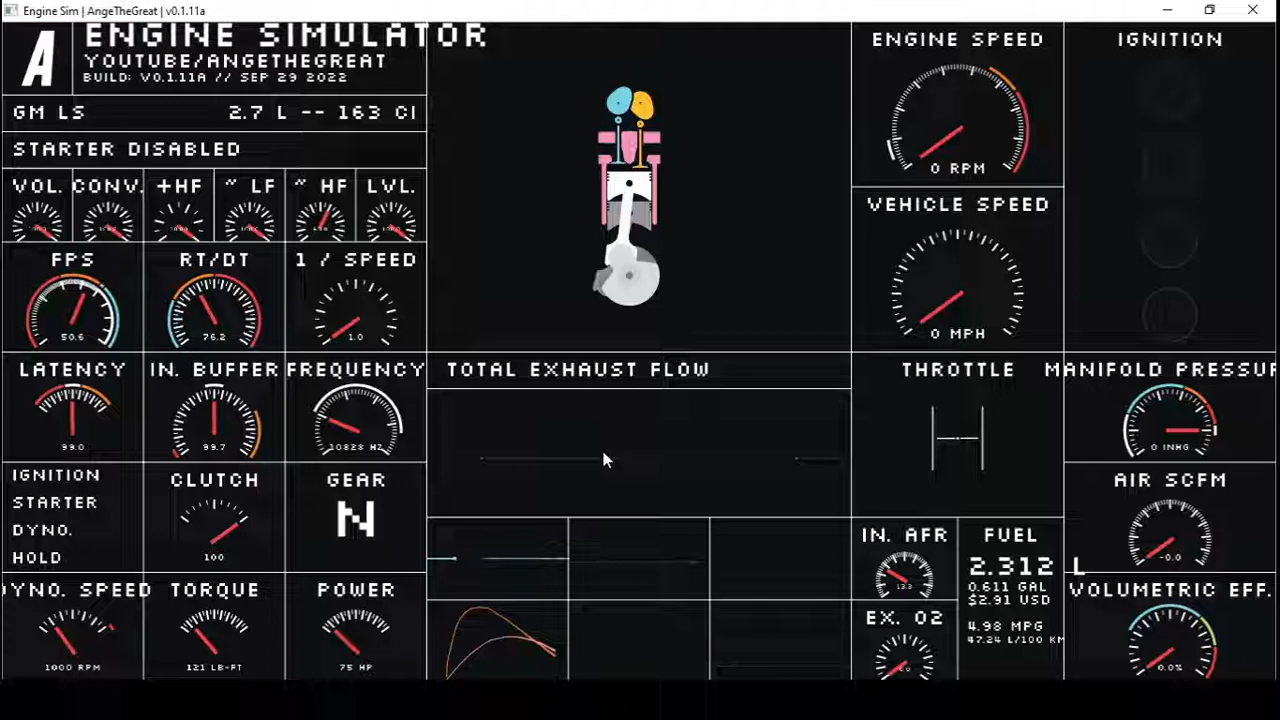 Engine Sim | AngeTheGreat | v0.1.11a
A
ENGINE SIMULATOR
YOUTUBE/ANGETHEGREAT
BUILD: V0.1.11A // SEP 29 2022
GM LS 2.7 L -- 163 CI
STARTER DISABLED
VOL. CONV. +HF ~ LF ~ HF LVL.
FPS RT/DT 1 / SPEED
50.6 76.2 1.0
LATENCY IN. BUFFER FREQUENCY
99.0 99.7 10828 HZ
IGNITION
STARTER
DYNO.
HOLD
CLUTCH
100
GEAR
N
DYNO. SPEED TORQUE POWER
1000 RPM 121 LB-FT 75 HP
TOTAL EXHAUST FLOW
ENGINE SPEED
0 RPM
VEHICLE SPEED
0 MPH
THROTTLE
IN. AFR
13.3
EX. O2
FUEL
2.312 L
0.611 GAL
$2.91 USD
4.98 MPG
47.24 L/100 KM
IGNITION
MANIFOLD PRESSUR
0 INHG
AIR SCFM
-0.0
VOLUMETRIC EFF.
0.0%